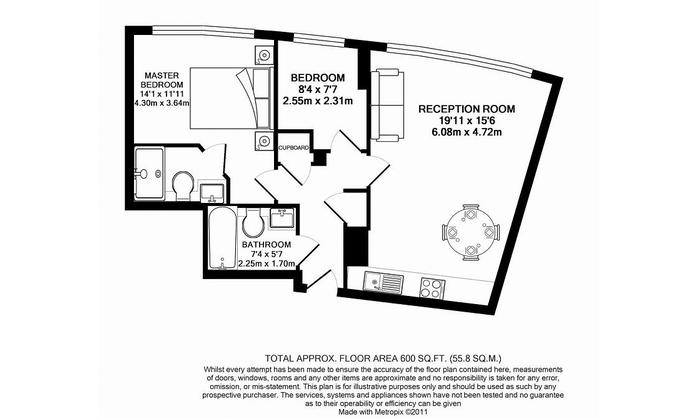 MASTER
BEDROOM
14'1 x 11'11
4.30m x 3.64m
BEDROOM
8'4 x 7'7
2.55m x 2.31m
RECEPTION ROOM
19'11 x 15'6
6.08m x 4.72m
CUPBOARD
BATHROOM
7'4 x 5'7
2.25m x 1.70m
TOTAL APPROX. FLOOR AREA 600 SQ.FT. (55.8 SQ.M.)
Whilst every attempt has been made to ensure the accuracy of the floor plan contained here, measurements
of doors, windows, rooms and any other items are approximate and no responsibility is taken for any error,
omission, or mis-statement. This plan is for illustrative purposes only and should be used as such by any
prospective purchaser. The services, systems and appliances shown have not been tested and no guarantee
as to their operability or efficiency can be given
Made with Metropix ©2011